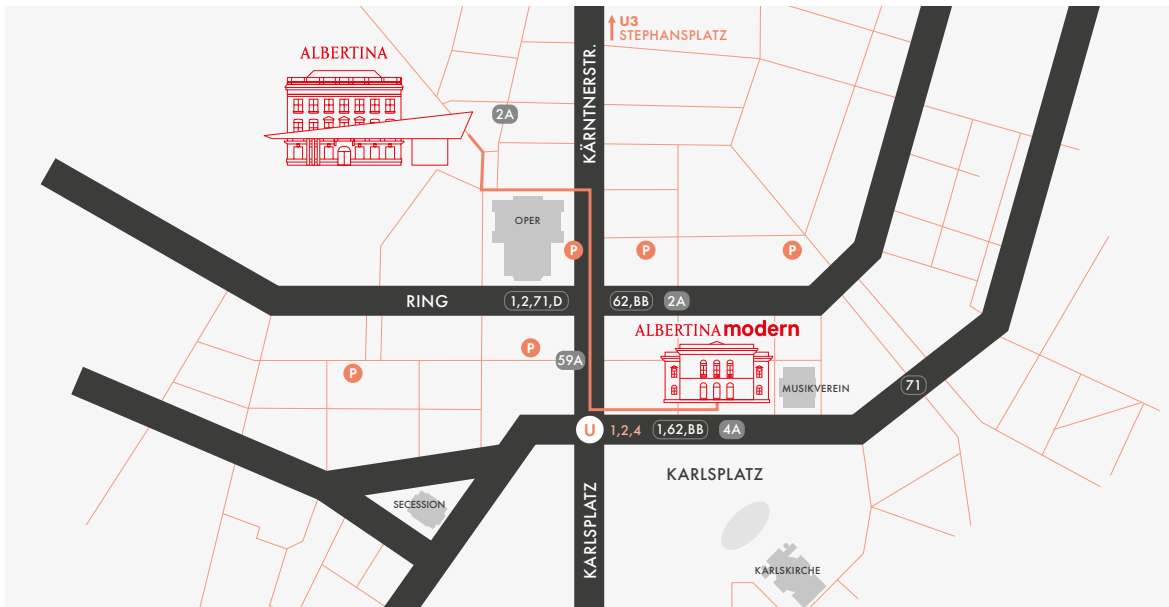 U3
STEPHANSPLATZ
ALBERTINA
KÄRNTNERSTR.
2A
OPER
P
P
P
RING
1,2,71,D
62,BB
2A
ALBERTINA modern
P
59A
P
MUSIKVEREIN
71
U
1,2,4
1,62,BB
4A
KARLSPLATZ
SECESSION
KARLSPLATZ
KARLSKIRCHE